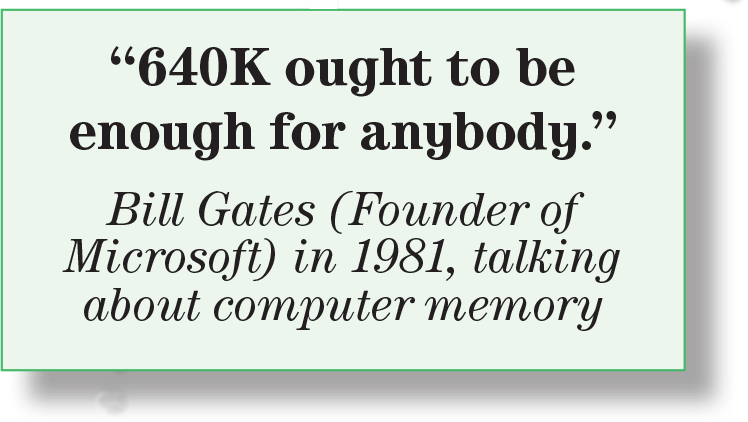 “640K ought to be
enough for anybody.”
Bill Gates (Founder of
Microsoft) in 1981, talking
about computer memory